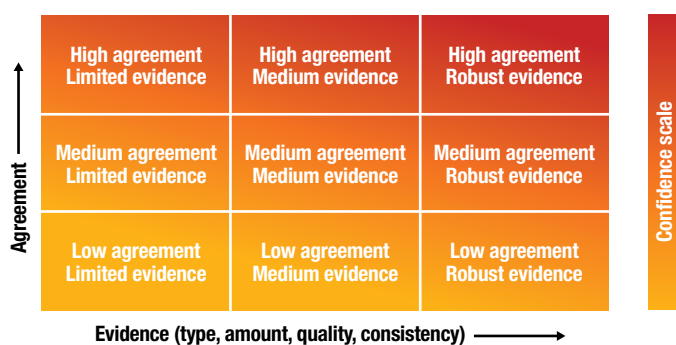 High agreement
Limited evidence
High agreement
Medium evidence
High agreement
Robust evidence
Medium agreement
Limited evidence
Medium agreement
Medium evidence
Medium agreement
Robust evidence
Low agreement
Limited evidence
Low agreement
Medium evidence
Low agreement
Robust evidence
Agreement
Evidence (type, amount, quality, consistency)
Confidence scale